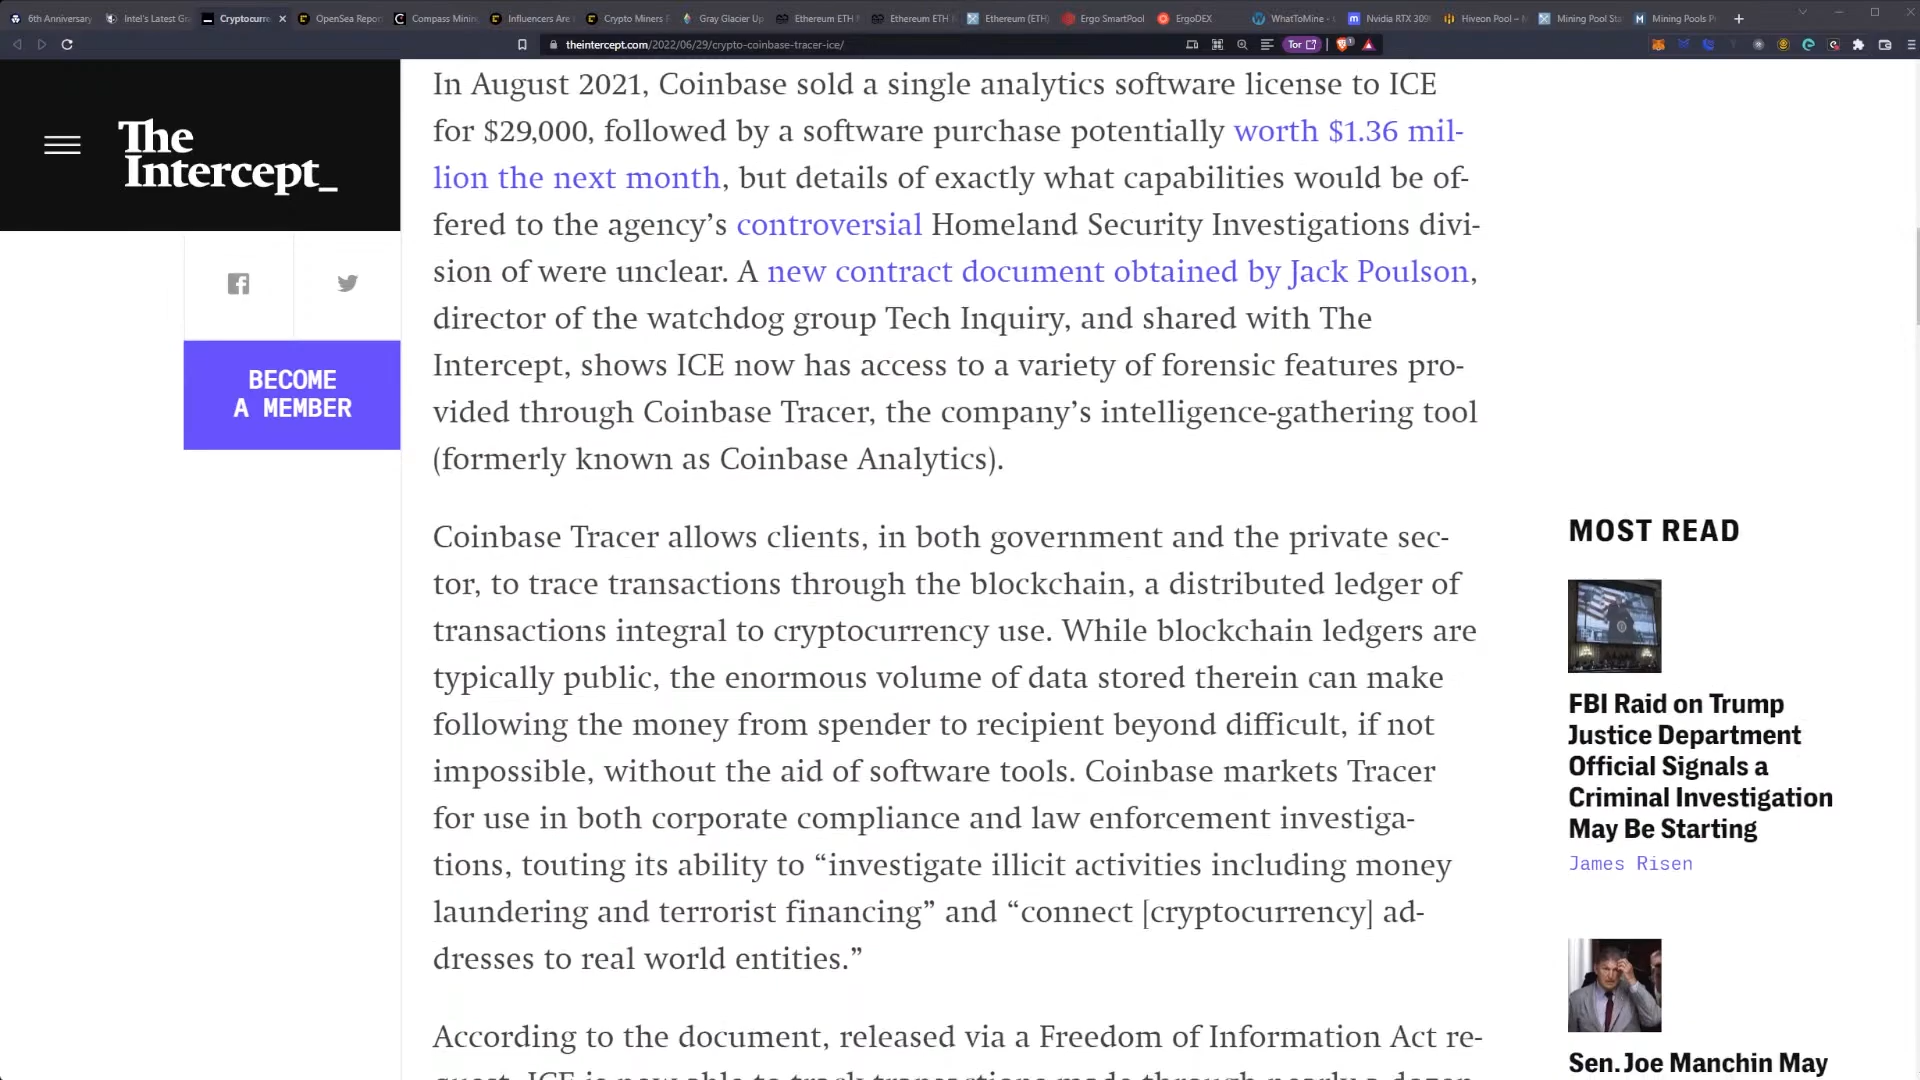 6th Anniversary
Intel's Latest Gr
Cryptocurre
OpenSea Repor
Compass Minin
Influencers Are
Crypto Miners F
Gray Glacier Up
Ethereum ETH
Ethereum ETH
Ethereum (ETH)
Ergo SmartPool
ErgoDEX
WhatToMine -
Nvidia RTX 309
Hiveon Pool –
Mining Pool Sta
Mining Pools P
theintercept.com/2022/06/29/crypto-coinbase-tracer-ice/
Tor
The
Intercept_
BECOME
A MEMBER
In August 2021, Coinbase sold a single analytics software license to ICE
for $29,000, followed by a software purchase potentially worth $1.36 mil-
lion the next month, but details of exactly what capabilities would be of-
fered to the agency’s controversial Homeland Security Investigations divi-
sion of were unclear. A new contract document obtained by Jack Poulson,
director of the watchdog group Tech Inquiry, and shared with The
Intercept, shows ICE now has access to a variety of forensic features pro-
vided through Coinbase Tracer, the company’s intelligence-gathering tool
(formerly known as Coinbase Analytics).
Coinbase Tracer allows clients, in both government and the private sec-
tor, to trace transactions through the blockchain, a distributed ledger of
transactions integral to cryptocurrency use. While blockchain ledgers are
typically public, the enormous volume of data stored therein can make
following the money from spender to recipient beyond difficult, if not
impossible, without the aid of software tools. Coinbase markets Tracer
for use in both corporate compliance and law enforcement investiga-
tions, touting its ability to “investigate illicit activities including money
laundering and terrorist financing” and “connect [cryptocurrency] ad-
dresses to real world entities.”
According to the document, released via a Freedom of Information Act re-
quest, ICE is now able to track transactions made through nearly a dozen
MOST READ
FBI Raid on Trump
Justice Department
Official Signals a
Criminal Investigation
May Be Starting
James Risen
Sen. Joe Manchin May